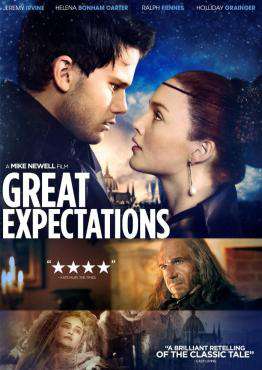 JEREMY IRVINE HELENA BONHAM CARTER RALPH FIENNES HOLLIDAY GRAINGER
A MIKE NEWELL FILM
GREAT
EXPECTATIONS
"★★★★"
"A BRILLIANT RETELLING
OF THE CLASSIC TALE"